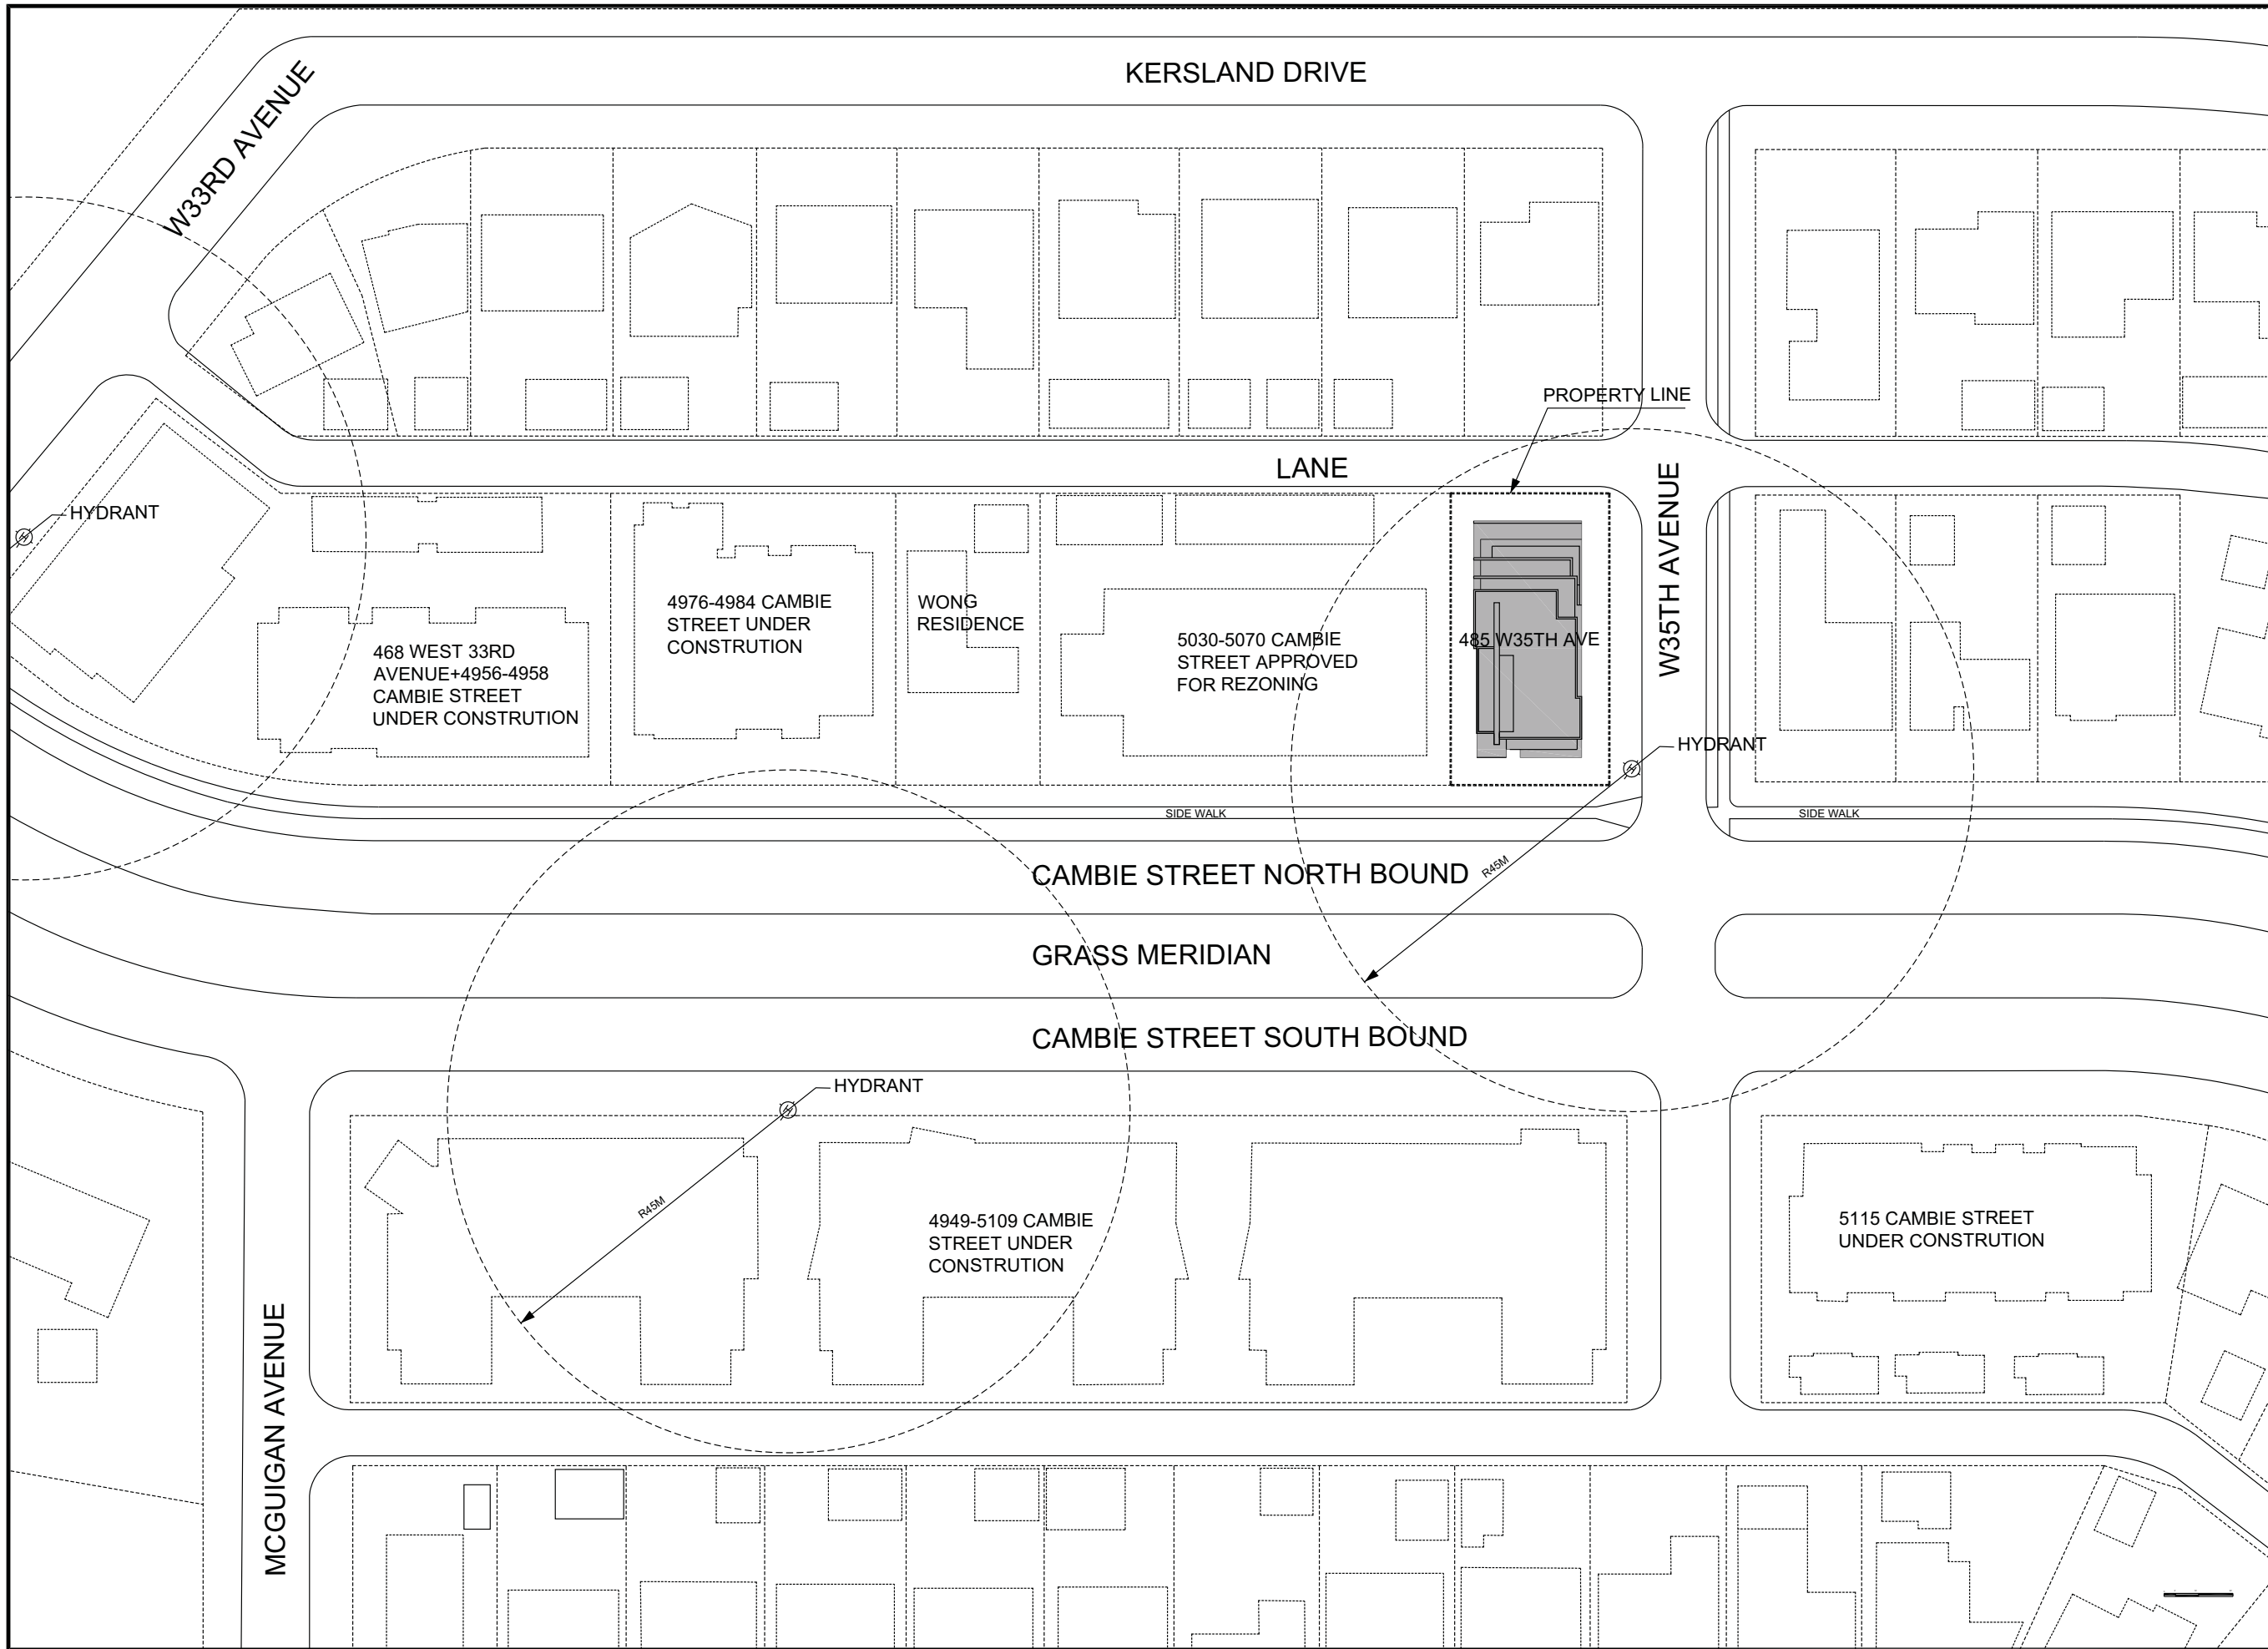 KERSLAND DRIVE
W33RD AVENUE
PROPERTY LINE
LANE
HYDRANT
W35TH AVENUE
468 WEST 33RD
AVENUE+4956-4958
CAMBIE STREET
UNDER CONSTRUTION
4976-4984 CAMBIE
STREET UNDER
CONSTRUTION
WONG
RESIDENCE
5030-5070 CAMBIE
STREET APPROVED
FOR REZONING
485 W35TH AVE
HYDRANT
SIDE WALK
SIDE WALK
CAMBIE STREET NORTH BOUND
R45M
GRASS MERIDIAN
CAMBIE STREET SOUTH BOUND
HYDRANT
R45M
4949-5109 CAMBIE
STREET UNDER
CONSTRUTION
5115 CAMBIE STREET
UNDER CONSTRUTION
MCGUIGAN AVENUE